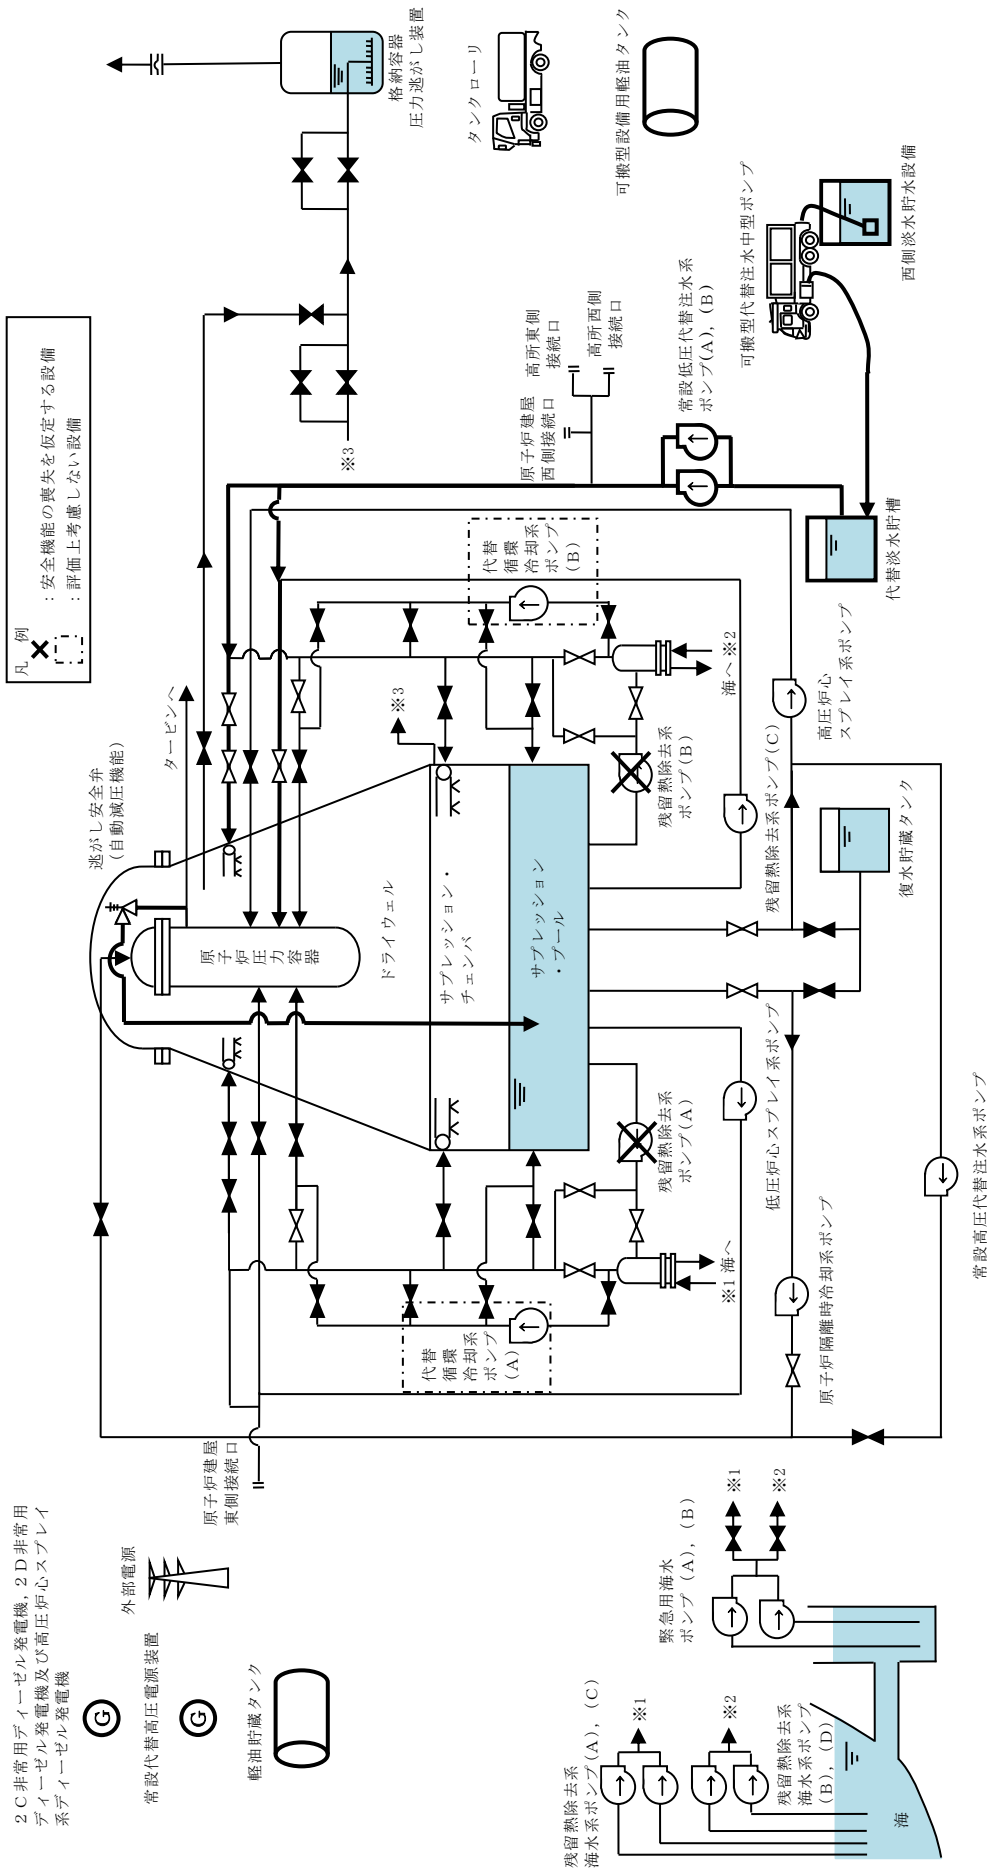 凡　例
：安全機能の喪失を仮定する設備
：評価上考慮しない設備
格納容器
圧力逃がし装置
タンクローリ
可搬型設備用軽油タンク
可搬型代替注水中型ポンプ
西側淡水貯水設備
常設低圧代替注水系
ポンプ(A)，(B)
高所東側
接続口
高所西側
接続口
原子炉建屋
西側接続口
※3
代替淡水貯槽
代替
循環
冷却系
ポンプ
(B)
タービンへ
※3
海へ ※2
逃がし安全弁
（自動減圧機能）
残留熱除去系
ポンプ(B)
残留熱除去系ポンプ(C)
高圧炉心
スプレイ系ポンプ
復水貯蔵タンク
原子炉圧力容器
ドライウェル
サプレッション・
チェンバ
サプレッション
・プール
残留熱除去系
ポンプ(A)
低圧炉心スプレイ系ポンプ
※1 海へ
原子炉隔離時冷却系ポンプ
常設高圧代替注水系ポンプ
代替
循環
冷却系
ポンプ
(A)
原子炉建屋
東側接続口
2C非常用ディーゼル発電機，2D非常用
ディーゼル発電機及び高圧炉心スプレイ
系ディーゼル発電機
G
外部電源
常設代替高圧電源装置
G
軽油貯蔵タンク
緊急用海水
ポンプ(A)，(B)
※1
※2
残留熱除去系
海水系ポンプ(A)，(C)
※1
※2
残留熱除去系
海水系ポンプ
(B)，(D)
海